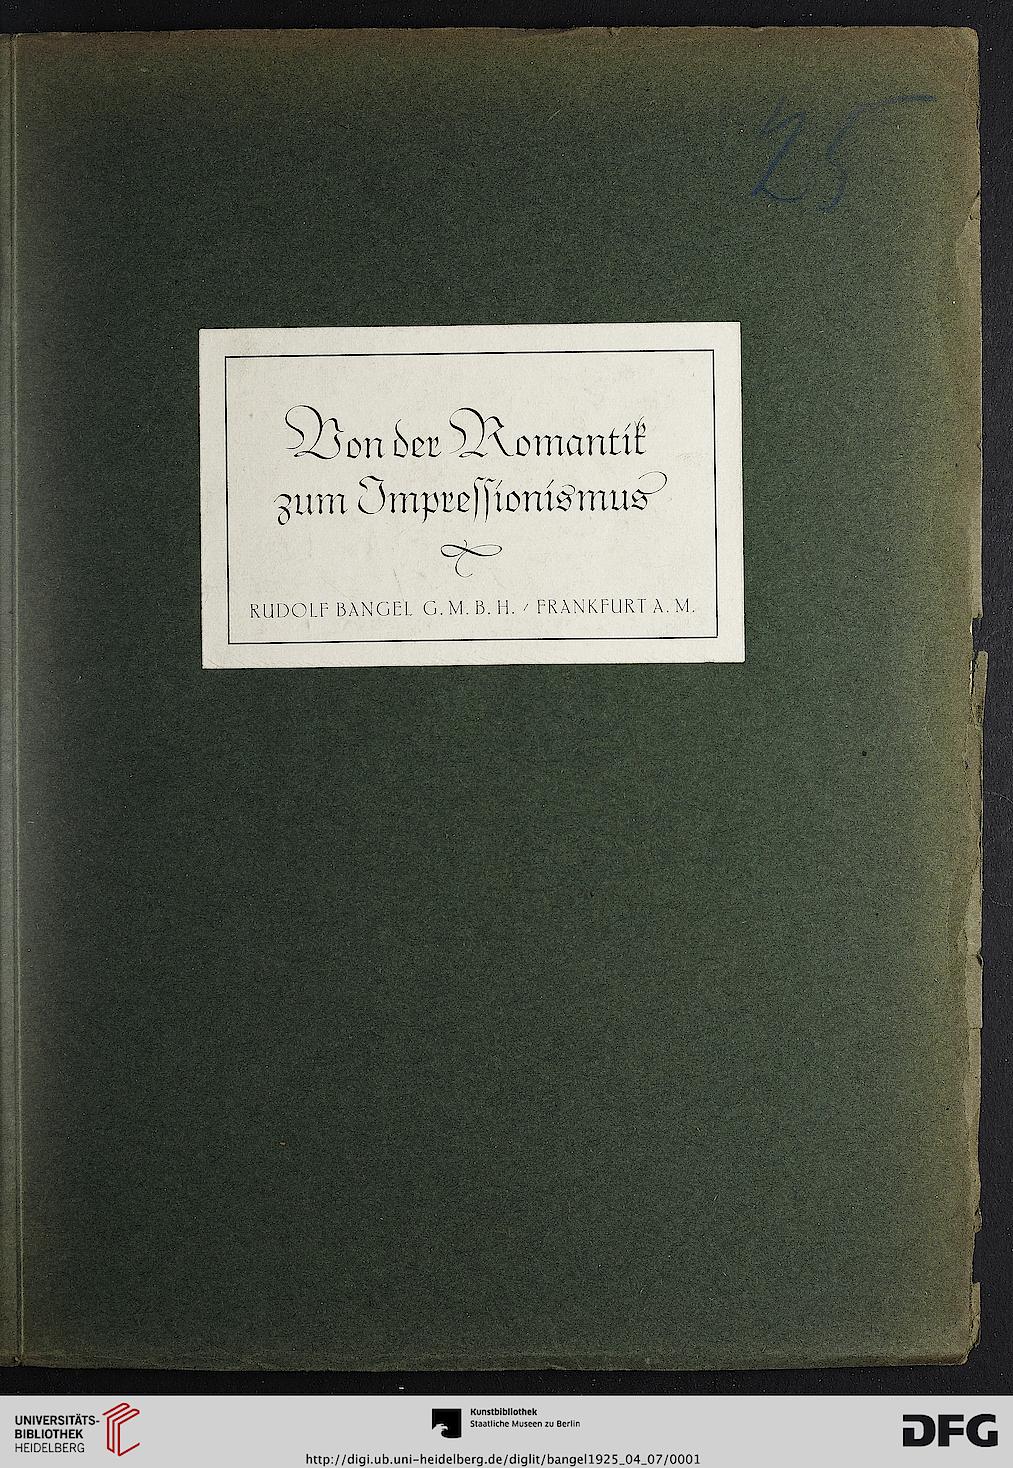 25
Von der Romantik
zum Impressionismus
RUDOLF BANGEL G. M. B. H. / FRANKFURT A. M.
UNIVERSITÄTS-
BIBLIOTHEK
HEIDELBERG
Kunstbibliothek
Staatliche Museen zu Berlin
DFG
http://digi.ub.uni-heidelberg.de/diglit/bangel1925_04_07/0001